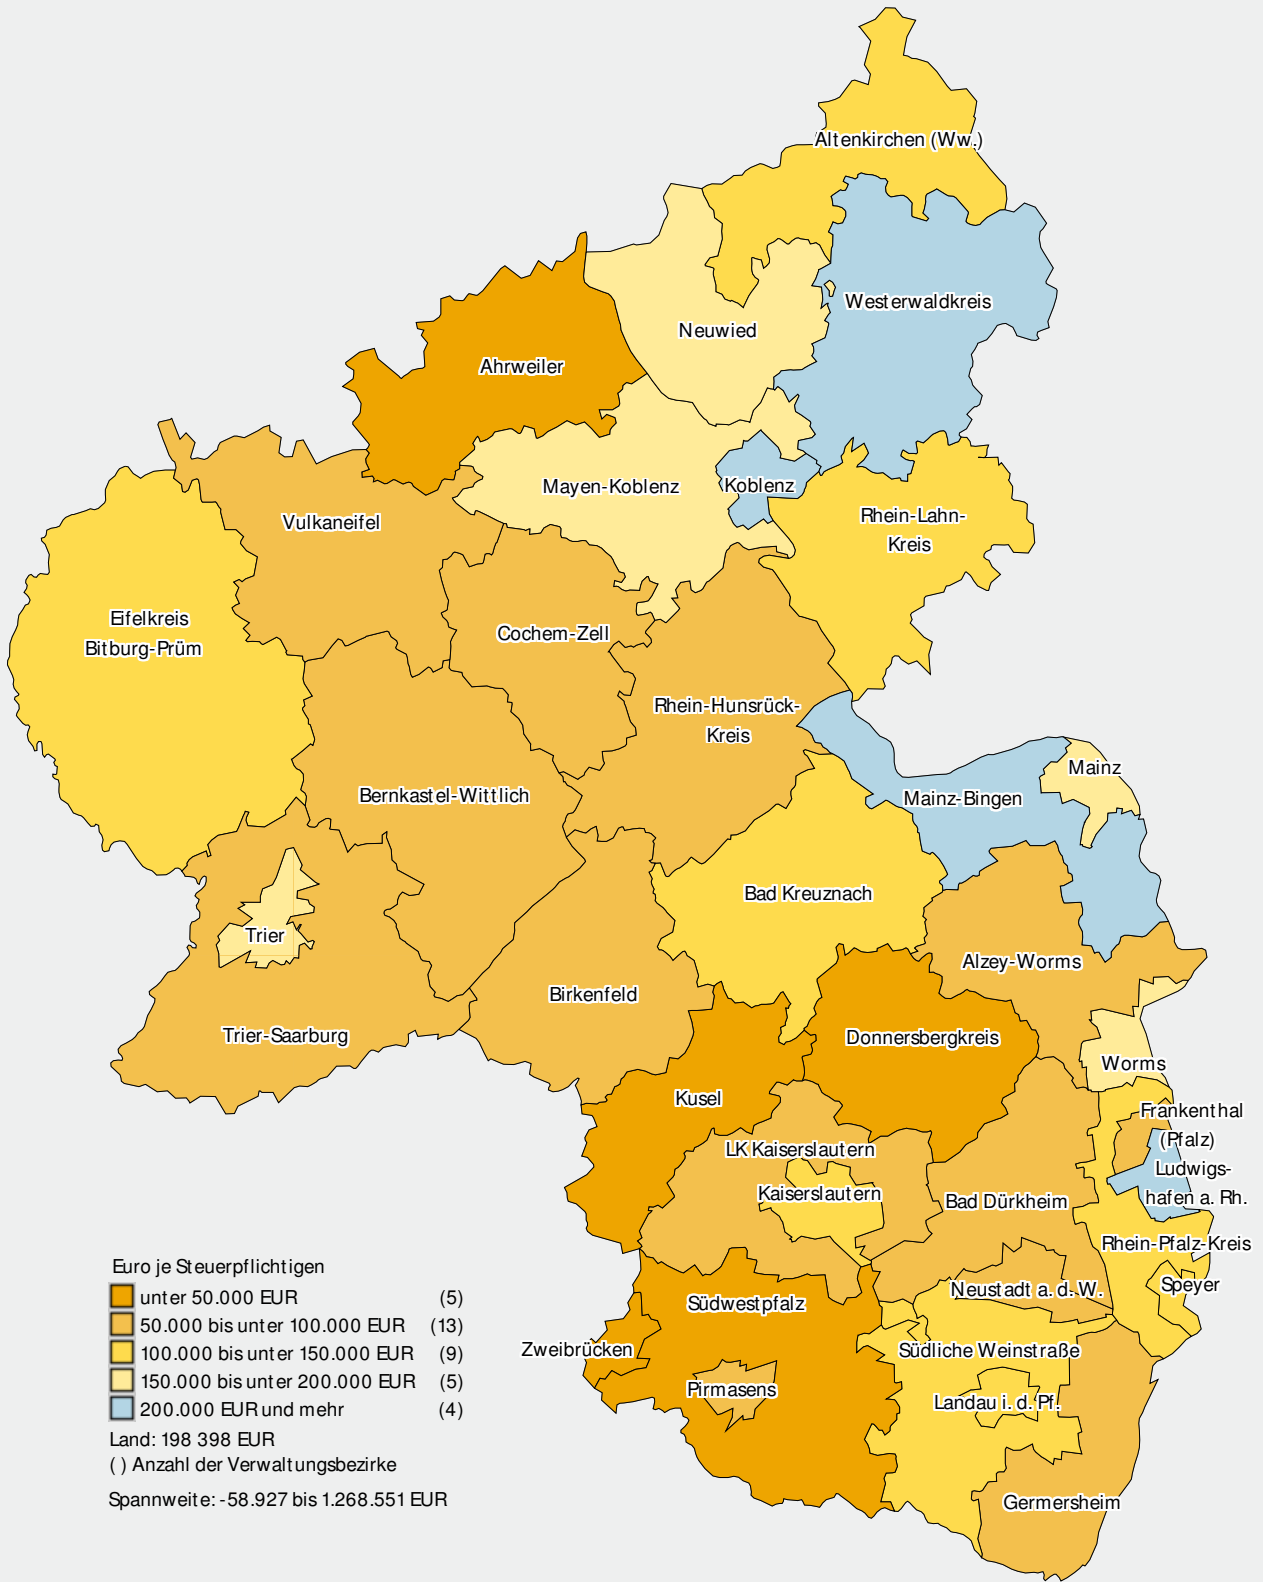 Altenkirchen (Ww.)
Westerwaldkreis
Neuwied
Ahrweiler
Mayen-Koblenz
Koblenz
Vulkaneifel
Rhein-Lahn-
Kreis
Eifelkreis
Bitburg-Prüm
Cochem-Zell
Rhein-Hunsrück-
Kreis
Mainz
Bernkastel-Wittlich
Mainz-Bingen
Bad Kreuznach
Trier
Alzey-Worms
Birkenfeld
Trier-Saarburg
Donnersbergkreis
Worms
Kusel
Frankenthal
(Pfalz)
LK Kaiserslautern
Ludwigs-
hafen a. Rh.
Kaiserslautern
Bad Dürkheim
Rhein-Pfalz-Kreis
Speyer
Neustadt a. d. W.
Südwestpfalz
Zweibrücken
Südliche Weinstraße
Pirmasens
Landau i. d. Pf.
Germersheim
Euro je Steuerpflichtigen
unter 50.000 EUR (5)
50.000 bis unter 100.000 EUR (13)
100.000 bis unter 150.000 EUR (9)
150.000 bis unter 200.000 EUR (5)
200.000 EUR und mehr (4)
Land: 198 398 EUR
( ) Anzahl der Verwaltungsbezirke
Spannweite: -58.927 bis 1.268.551 EUR